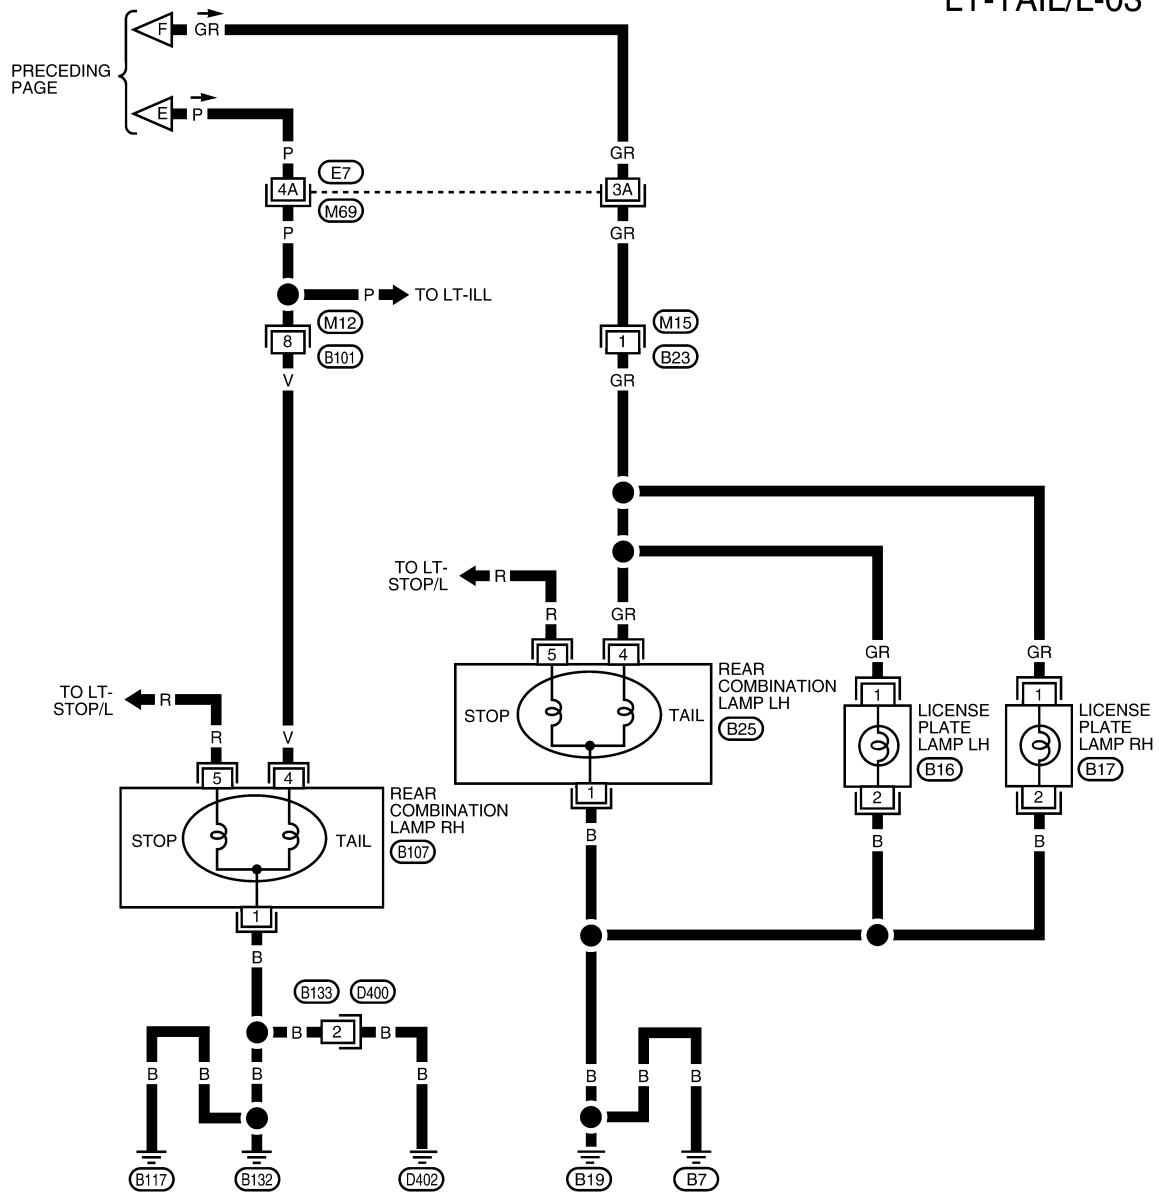 LT-TAIL/L-03
F GR
PRECEDING
PAGE
E P
P GR
4A E7 3A
M69
P GR
P TO LT-ILL
M12 M15
8 1
B101 B23
V GR
TO LT-
STOP/L
R
R GR
5 4
STOP TAIL
1
B
REAR
COMBINATION
LAMP LH
B25
GR
1
2
B
LICENSE
PLATE
LAMP LH
B16
GR
1
2
B
LICENSE
PLATE
LAMP RH
B17
TO LT-
STOP/L
R
R V
5 4
STOP TAIL
1
B
REAR
COMBINATION
LAMP RH
B107
B133 D400
B 2 B
B B B B B B B
B117 B132 D402 B19 B7